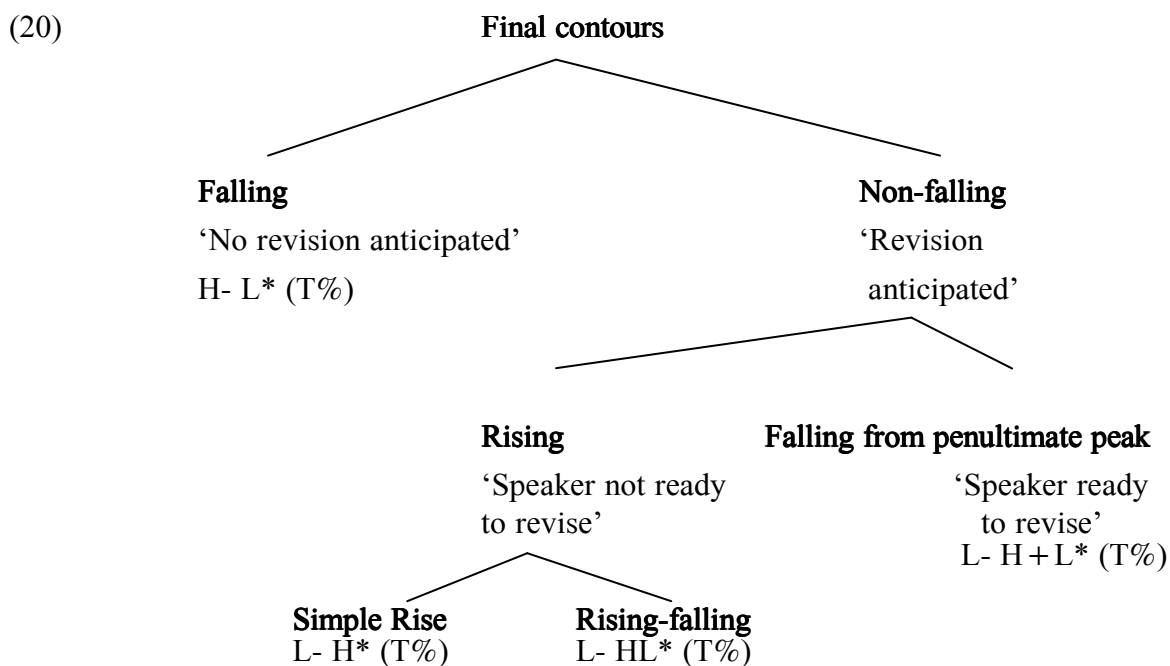 (20) Final contours
Falling Non-falling
‘No revision anticipated’ ‘Revision
H- L* (T%) anticipated’
Rising Falling from penultimate peak
‘Speaker not ready ‘Speaker ready
to revise’ to revise’
L- H+L* (T%)
Simple Rise Rising-falling
L- H* (T%) L- HL* (T%)